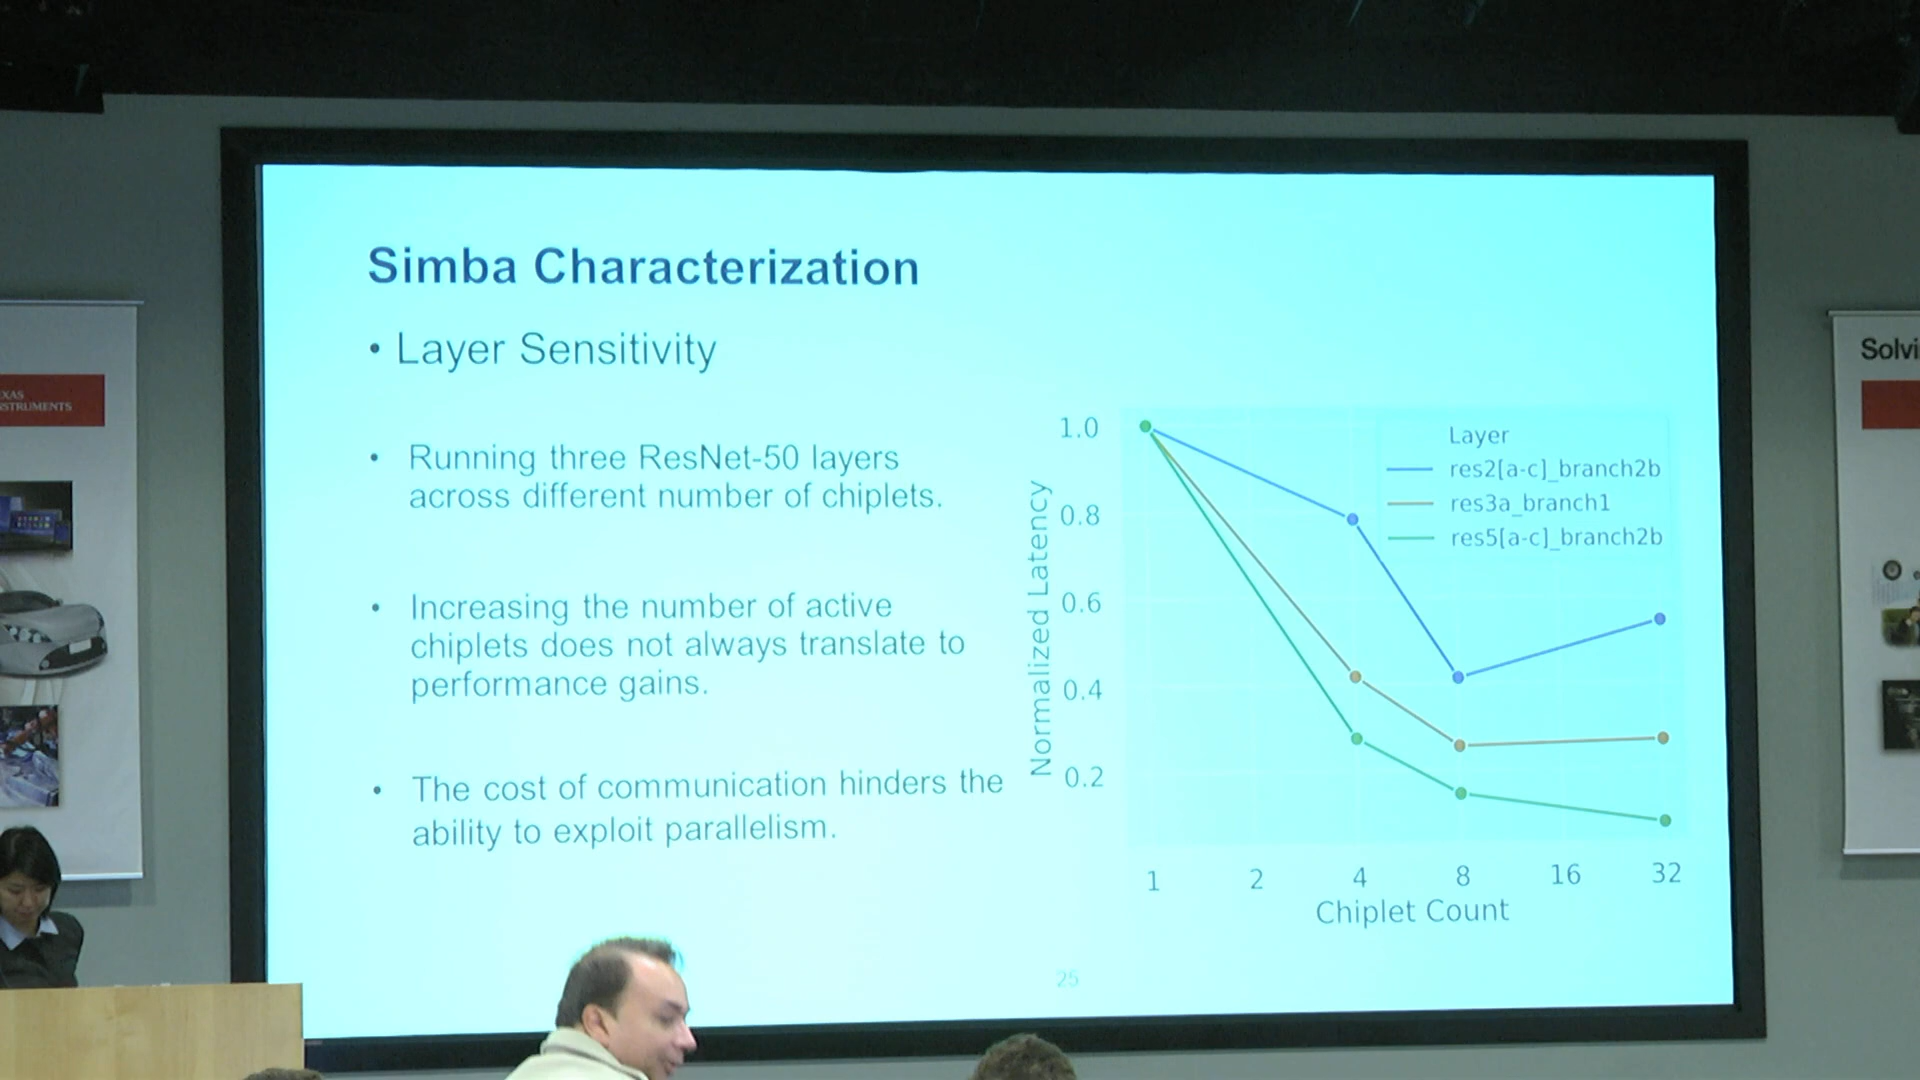 Simba Characterization
• Layer Sensitivity
• Running three ResNet-50 layers
across different number of chiplets.
• Increasing the number of active
chiplets does not always translate to
performance gains.
• The cost of communication hinders the
ability to exploit parallelism.
Normalized Latency
1.0
0.8
0.6
0.4
0.2
Layer
res2[a-c]_branch2b
res3a_branch1
res5[a-c]_branch2b
1 2 4 8 16 32
Chiplet Count
25
EXAS
NSTRUMENTS
Solvi